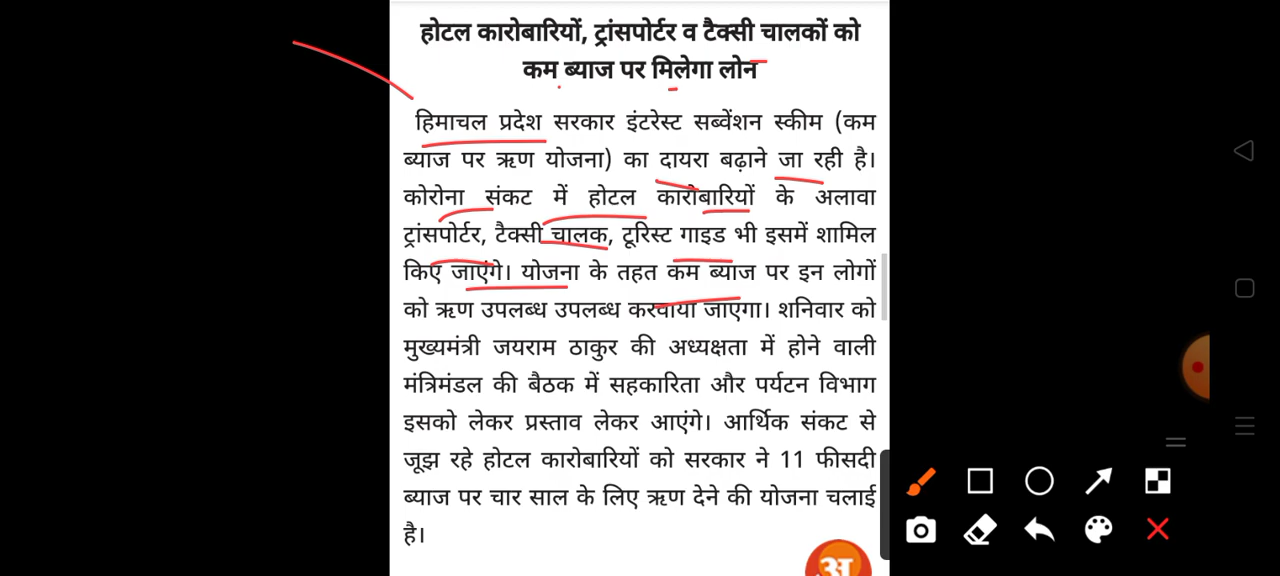 होटल कारोबारियों, ट्रांसपोर्टर व टैक्सी चालकों को
कम ब्याज पर मिलेगा लोन
हिमाचल प्रदेश सरकार इंटरेस्ट सब्वेंशन स्कीम (कम
ब्याज पर ऋण योजना) का दायरा बढ़ाने जा रही है।
कोरोना संकट में होटल कारोबारियों के अलावा
ट्रांसपोर्टर, टैक्सी चालक, टूरिस्ट गाइड भी इसमें शामिल
किए जाएंगे। योजना के तहत कम ब्याज पर इन लोगों
को ऋण उपलब्ध उपलब्ध करवाया जाएगा। शनिवार को
मुख्यमंत्री जयराम ठाकुर की अध्यक्षता में होने वाली
मंत्रिमंडल की बैठक में सहकारिता और पर्यटन विभाग
इसको लेकर प्रस्ताव लेकर आएंगे। आर्थिक संकट से
जूझ रहे होटल कारोबारियों को सरकार ने 11 फीसदी
ब्याज पर चार साल के लिए ऋण देने की योजना चलाई
है।
अ